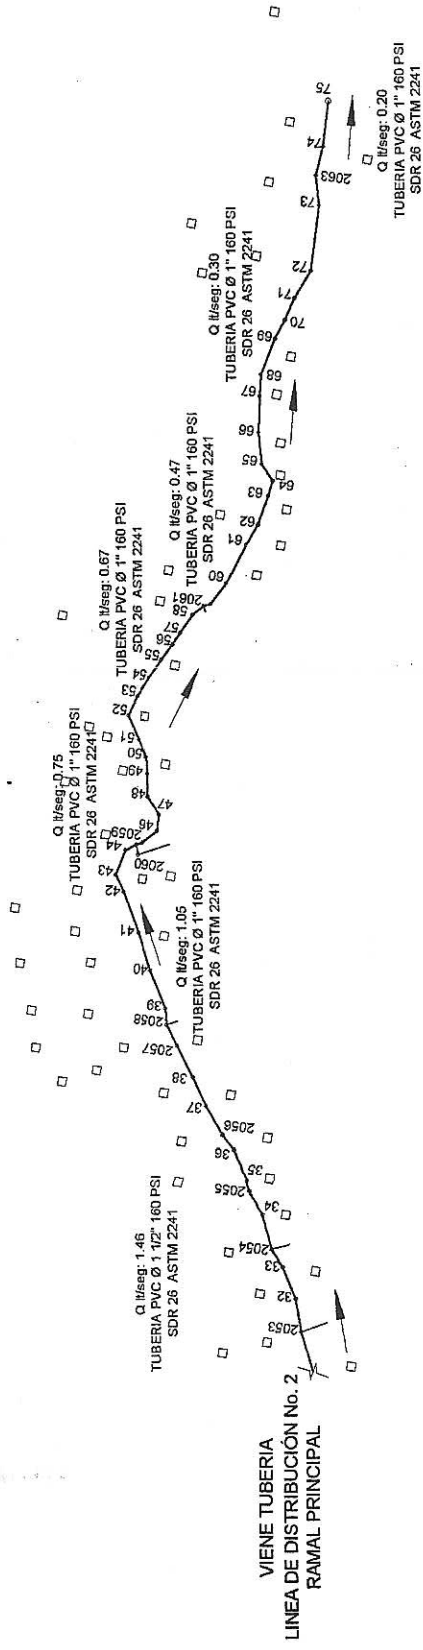 VIENE TUBERIA
LINEA DE DISTRIBUCIÓN No. 2
RAMAL PRINCIPAL
2053
32
33
2054
34
2055
35
36
2056
37
38
2057
2058
39
40
41
42
43
44
2059
2060
46
47
48
49
50
51
52
53
54
55
56
57
58
2061
60
61
62
63
64
65
66
67
68
69
70
71
72
73
2063
74
75
Q lt/seg: 1.46
TUBERIA PVC Ø 1 1/2" 160 PSI
SDR 26 ASTM 2241
Q lt/seg: 1.05
TUBERIA PVC Ø 1" 160 PSI
SDR 26 ASTM 2241
Q lt/seg: 0.75
TUBERIA PVC Ø 1" 160 PSI
SDR 26 ASTM 2241
Q lt/seg: 0.67
TUBERIA PVC Ø 1" 160 PSI
SDR 26 ASTM 2241
Q lt/seg: 0.47
TUBERIA PVC Ø 1" 160 PSI
SDR 26 ASTM 2241
Q lt/seg: 0.30
TUBERIA PVC Ø 1" 160 PSI
SDR 26 ASTM 2241
Q lt/seg: 0.20
TUBERIA PVC Ø 1" 160 PSI
SDR 26 ASTM 2241